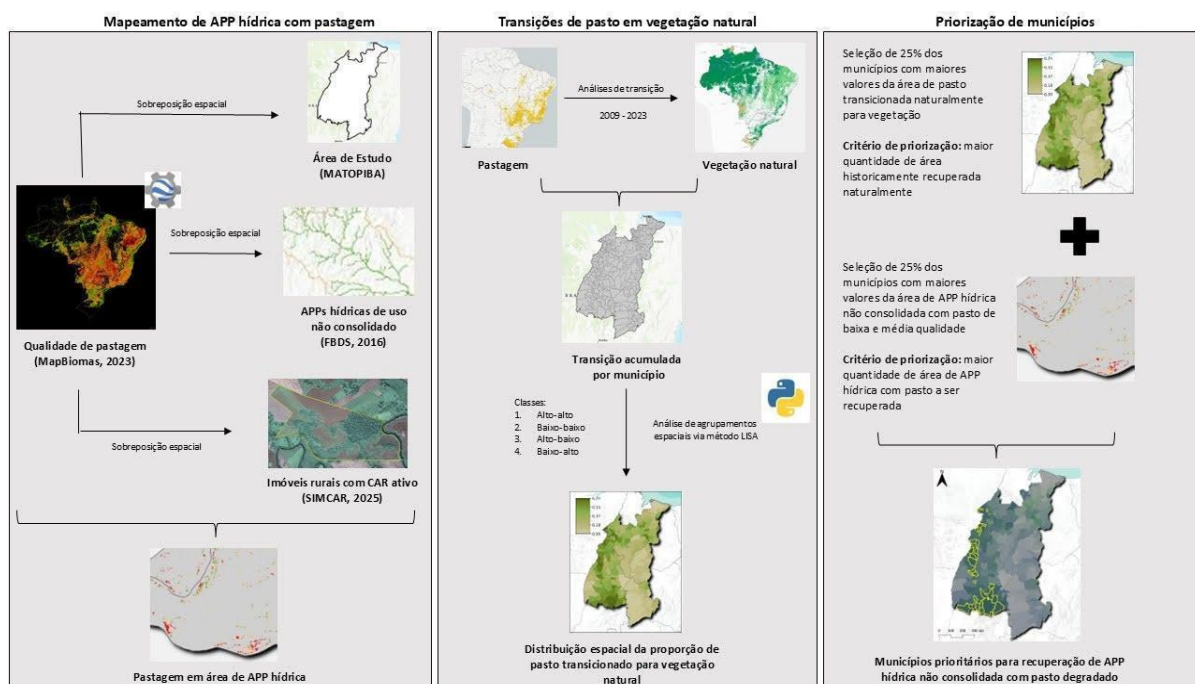 Mapeamento de APP hídrica com pastagem
Sobreposição espacial
Área de Estudo
(MATOPIBA)
Sobreposição espacial
APPs hídricas de uso
não consolidado
(FBDS, 2016)
Qualidade de pastagem
(MapBiomas, 2023)
Sobreposição espacial
Imóveis rurais com CAR ativo
(SIMCAR, 2025)
Pastagem em área de APP hídrica
Transições de pasto em vegetação natural
Análises de transição
2009 - 2023
Pastagem
Vegetação natural
Transição acumulada
por município
Classes:
1. Alto-alto
2. Baixo-baixo
3. Alto-baixo
4. Baixo-alto
Análise de agrupamentos
espaciais via método LISA
Distribuição espacial da proporção de
pasto transicionado para vegetação
natural
Priorização de municípios
Seleção de 25% dos
municípios com maiores
valores da área de pasto
transicionada naturalmente
para vegetação
Critério de priorização: maior
quantidade de área
historicamente recuperada
naturalmente
Seleção de 25% dos
municípios com maiores
valores da área de APP hídrica
não consolidada com pasto de
baixa e média qualidade
Critério de priorização: maior
quantidade de área de APP
hídrica com pasto a ser
recuperada
N
Municípios prioritários para recuperação de APP
hídrica não consolidada com pasto degradado